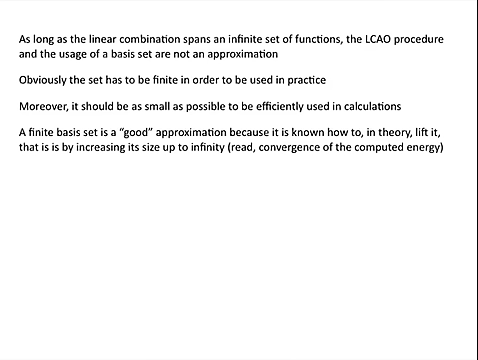 As long as the linear combination spans an infinite set of functions, the LCAO procedure
and the usage of a basis set are not an approximation
Obviously the set has to be finite in order to be used in practice
Moreover, it should be as small as possible to be efficiently used in calculations
A finite basis set is a “good” approximation because it is known how to, in theory, lift it,
that is is by increasing its size up to infinity (read, convergence of the computed energy)